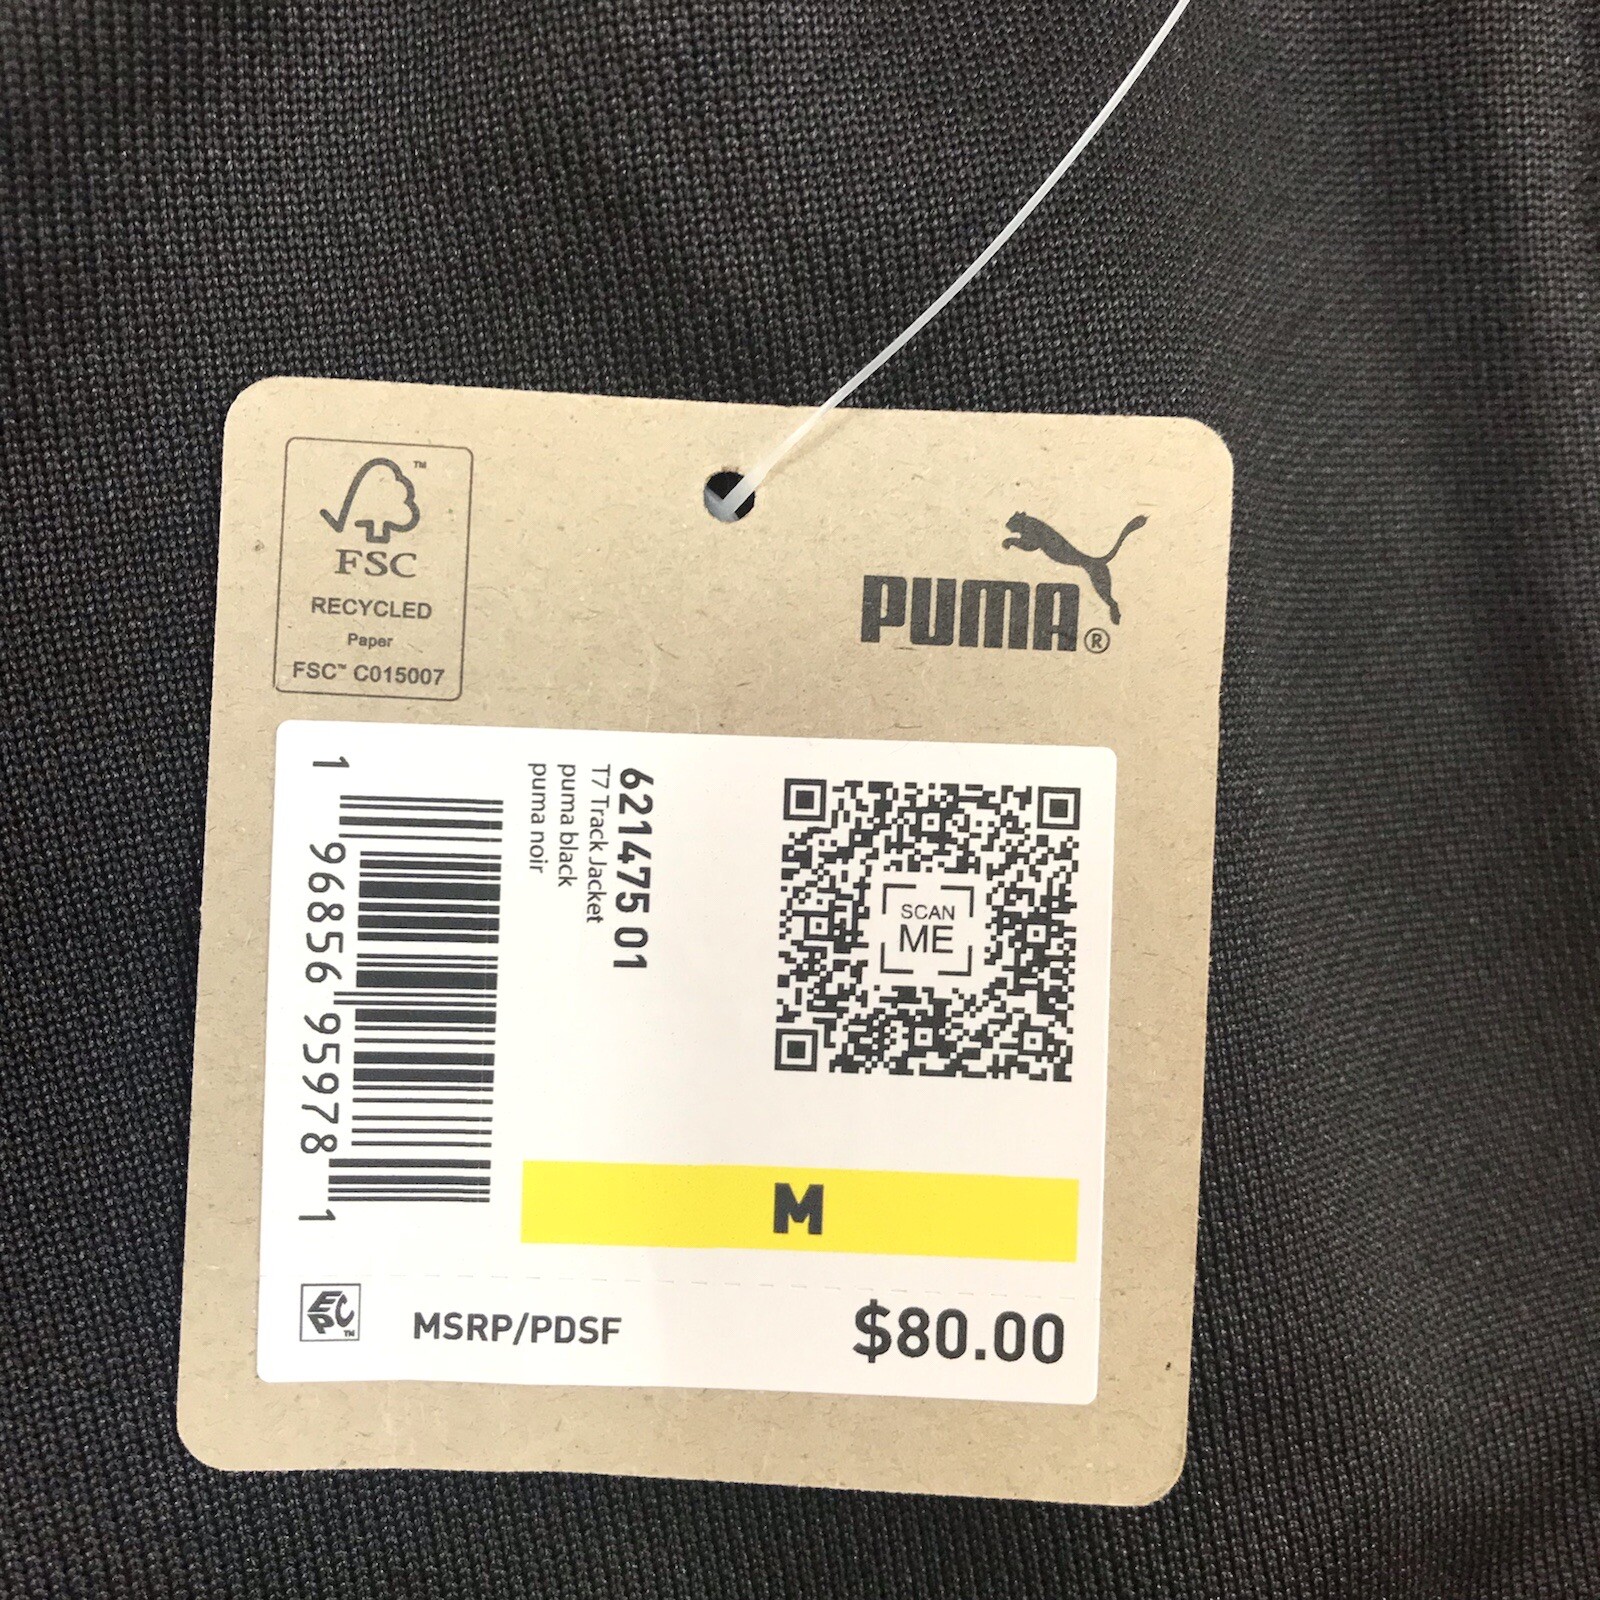 FSC
RECYCLED
Paper
FSC™ C015007
PUMA®
621475 01
T7 Track Jacket
puma black
puma noir
1 96856 95978 1
SCAN
ME
M
EPC™
MSRP/PDSF $80.00